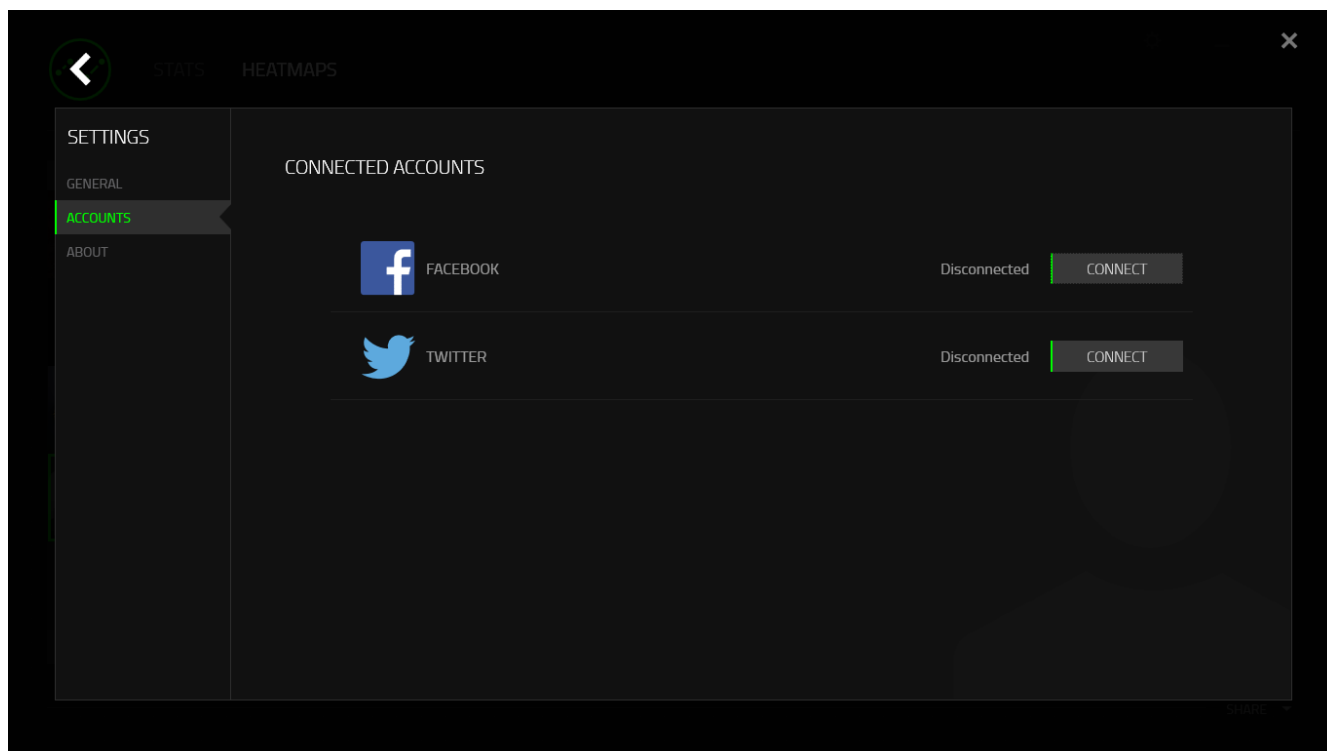 STATS HEATMAPS
SETTINGS
GENERAL
ACCOUNTS
ABOUT
CONNECTED ACCOUNTS
FACEBOOK Disconnected CONNECT
TWITTER Disconnected CONNECT
SHARE